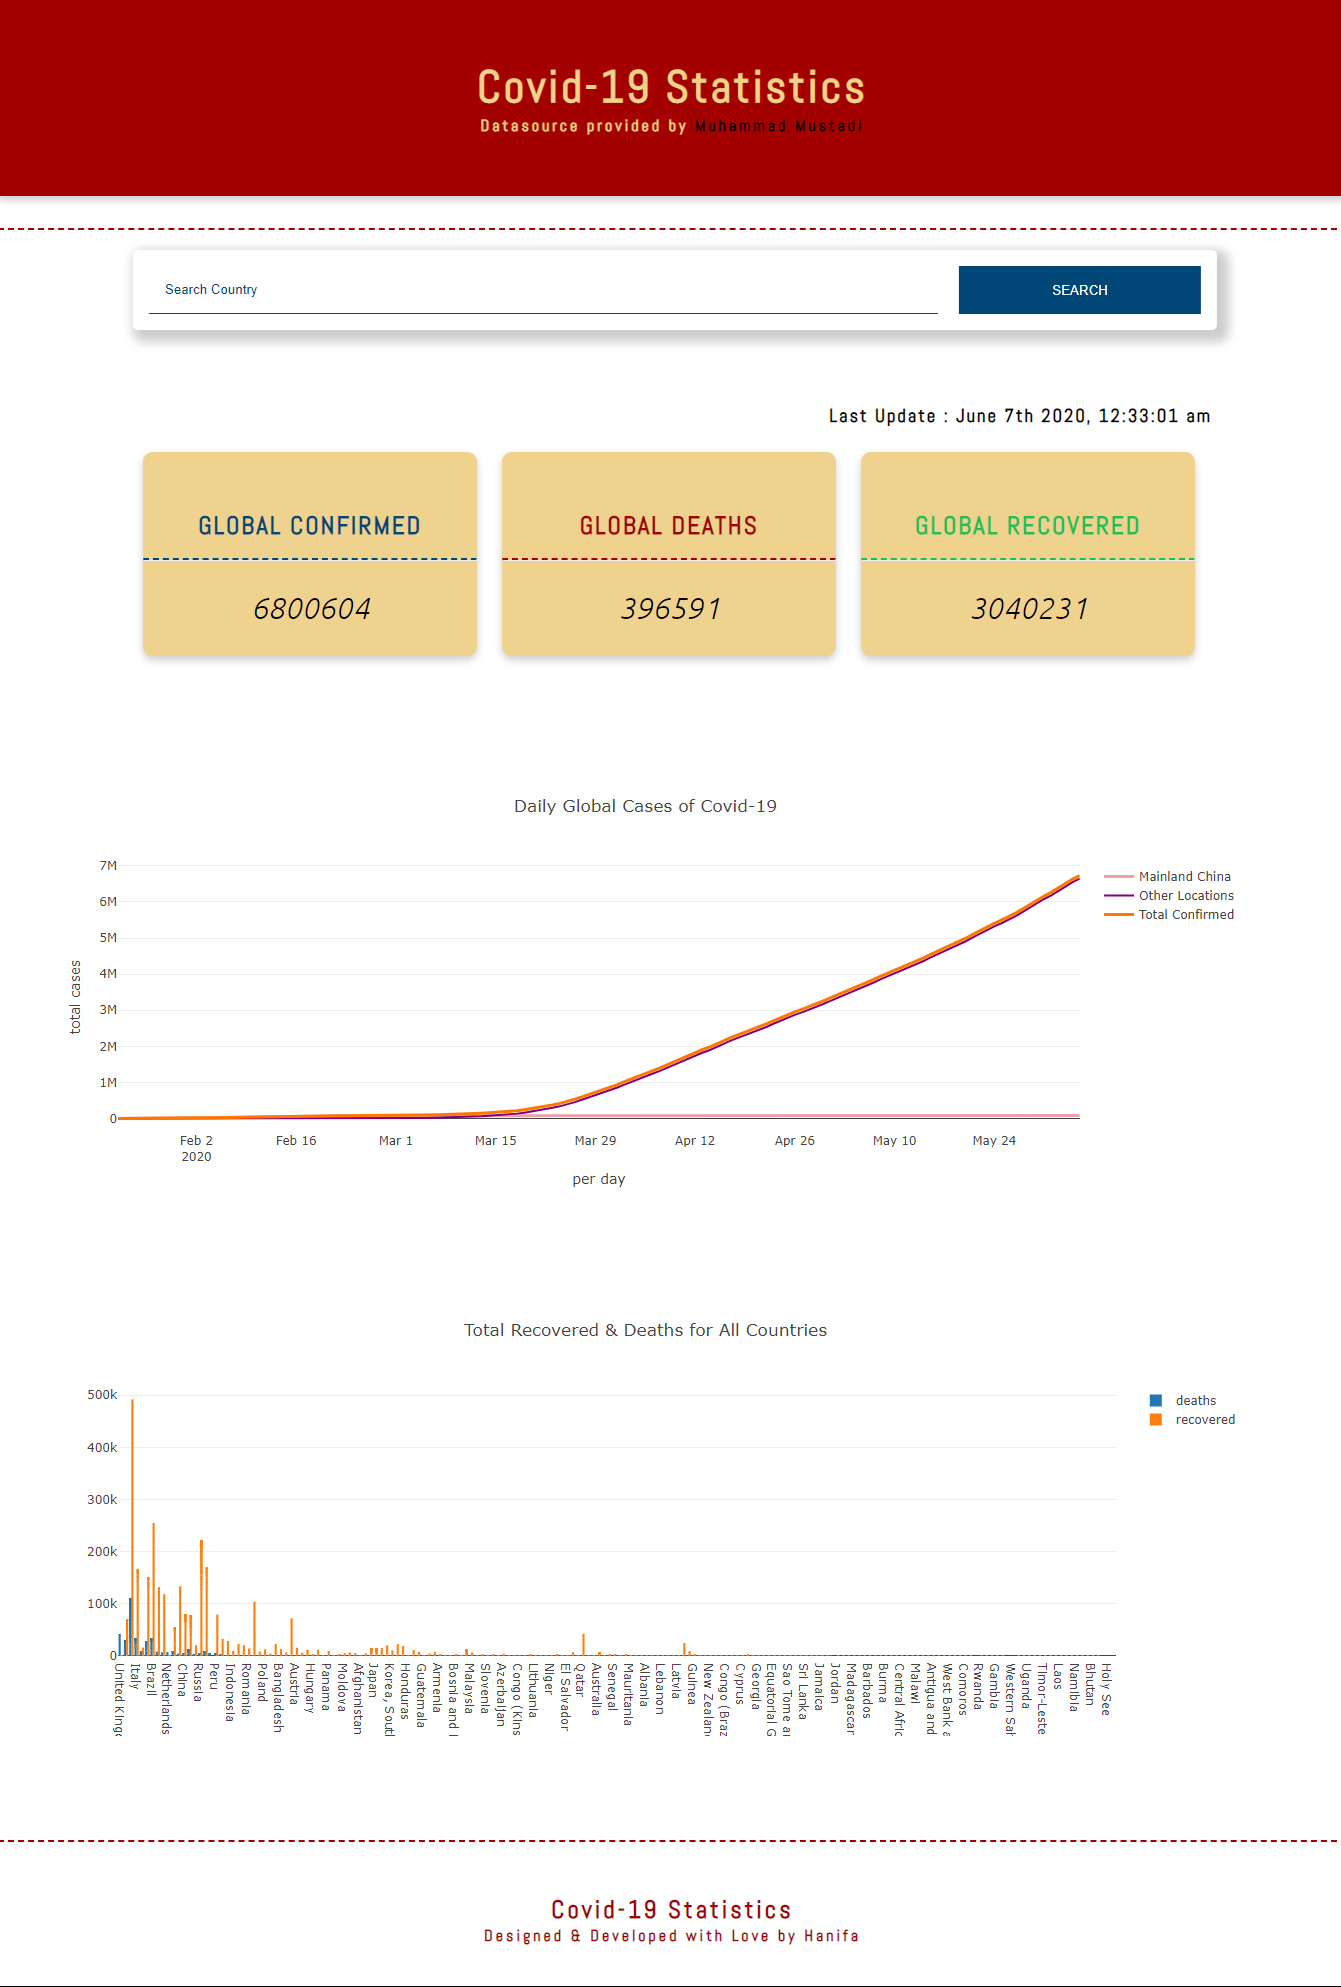 Covid-19 Statistics
Datasource provided by Muhammad Mustadi
Search Country
SEARCH
Last Update : June 7th 2020, 12:33:01 am
GLOBAL CONFIRMED
6800604
GLOBAL DEATHS
396591
GLOBAL RECOVERED
3040231
Daily Global Cases of Covid-19
7M
6M
5M
4M
3M
2M
1M
0
total cases
Feb 2
2020
Feb 16
Mar 1
Mar 15
Mar 29
Apr 12
Apr 26
May 10
May 24
per day
Mainland China
Other Locations
Total Confirmed
Total Recovered & Deaths for All Countries
500k
400k
300k
200k
100k
0
deaths
recovered
United Kingd
Italy
Brazil
Netherlands
China
Russia
Peru
Indonesia
Romania
Poland
Bangladesh
Austria
Hungary
Panama
Moldova
Afghanistan
Japan
Korea, South
Honduras
Guatemala
Armenia
Bosnia and
Malaysia
Slovenia
Azerbaijan
Congo (Kins
Lithuania
Niger
El Salvador
Qatar
Australia
Senegal
Mauritania
Albania
Lebanon
Latvia
Guinea
New Zealand
Congo (Braz
Cyprus
Georgia
Equatorial G
Sao Tome a
Sri Lanka
Jamaica
Jordan
Madagascar
Barbados
Burma
Central Afric
Malawi
Antigua and
West Bank a
Comoros
Rwanda
Gambia
Western Sah
Uganda
Timor-Leste
Laos
Namibia
Bhutan
Holy See
Covid-19 Statistics
Designed & Developed with Love by Hanifa